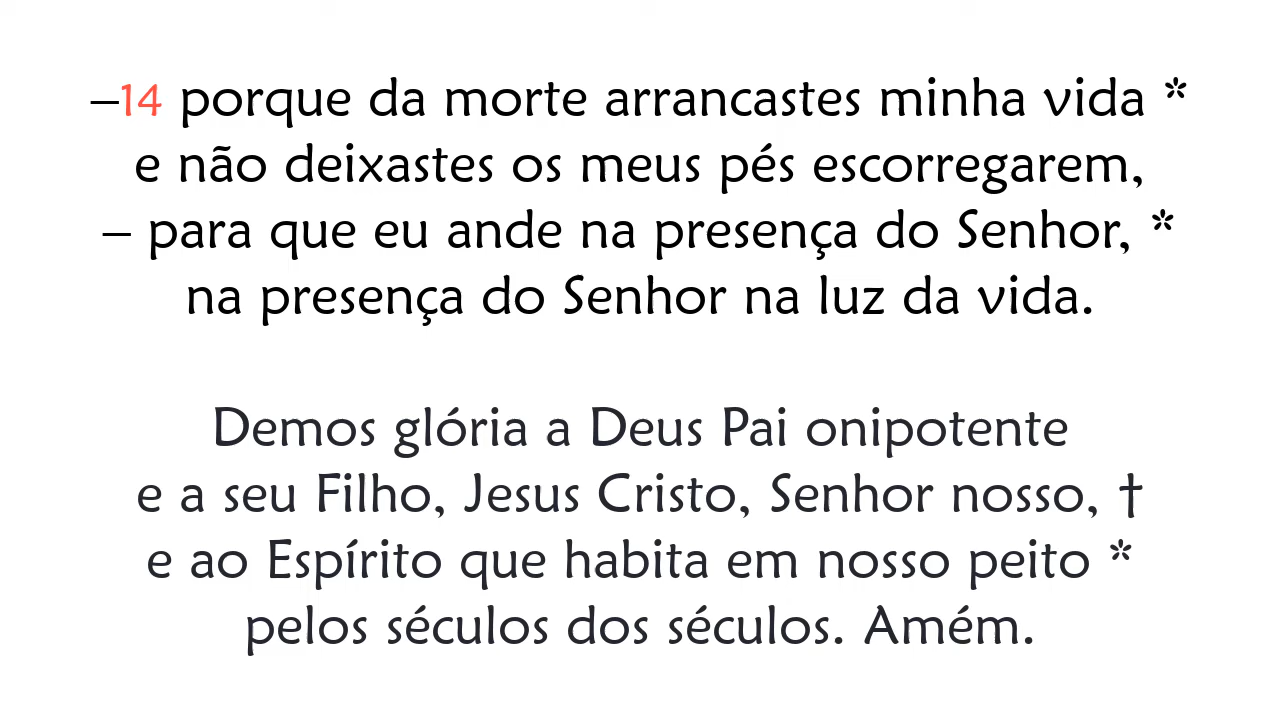 –14 porque da morte arrancastes minha vida *
e não deixastes os meus pés escorregarem,
– para que eu ande na presença do Senhor, *
na presença do Senhor na luz da vida.
Demos glória a Deus Pai onipotente
e a seu Filho, Jesus Cristo, Senhor nosso, †
e ao Espírito que habita em nosso peito *
pelos séculos dos séculos. Amém.